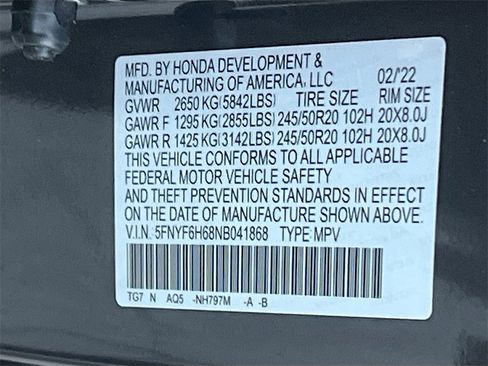 MFD. BY HONDA DEVELOPMENT &
MANUFACTURING OF AMERICA, LLC 02/'22
GVWR 2650 KG(5842LBS) TIRE SIZE RIM SIZE
GAWR F 1295 KG(2855LBS) 245/50R20 102H 20X8.0J
GAWR R 1425 KG(3142LBS) 245/50R20 102H 20X8.0J
THIS VEHICLE CONFORMS TO ALL APPLICABLE
FEDERAL MOTOR VEHICLE SAFETY
AND THEFT PREVENTION STANDARDS IN EFFECT
ON THE DATE OF MANUFACTURE SHOWN ABOVE.
V.I.N. 5FNYF6H68NB041868 TYPE MPV
TG7 N AQ5 -NH797M -A -B